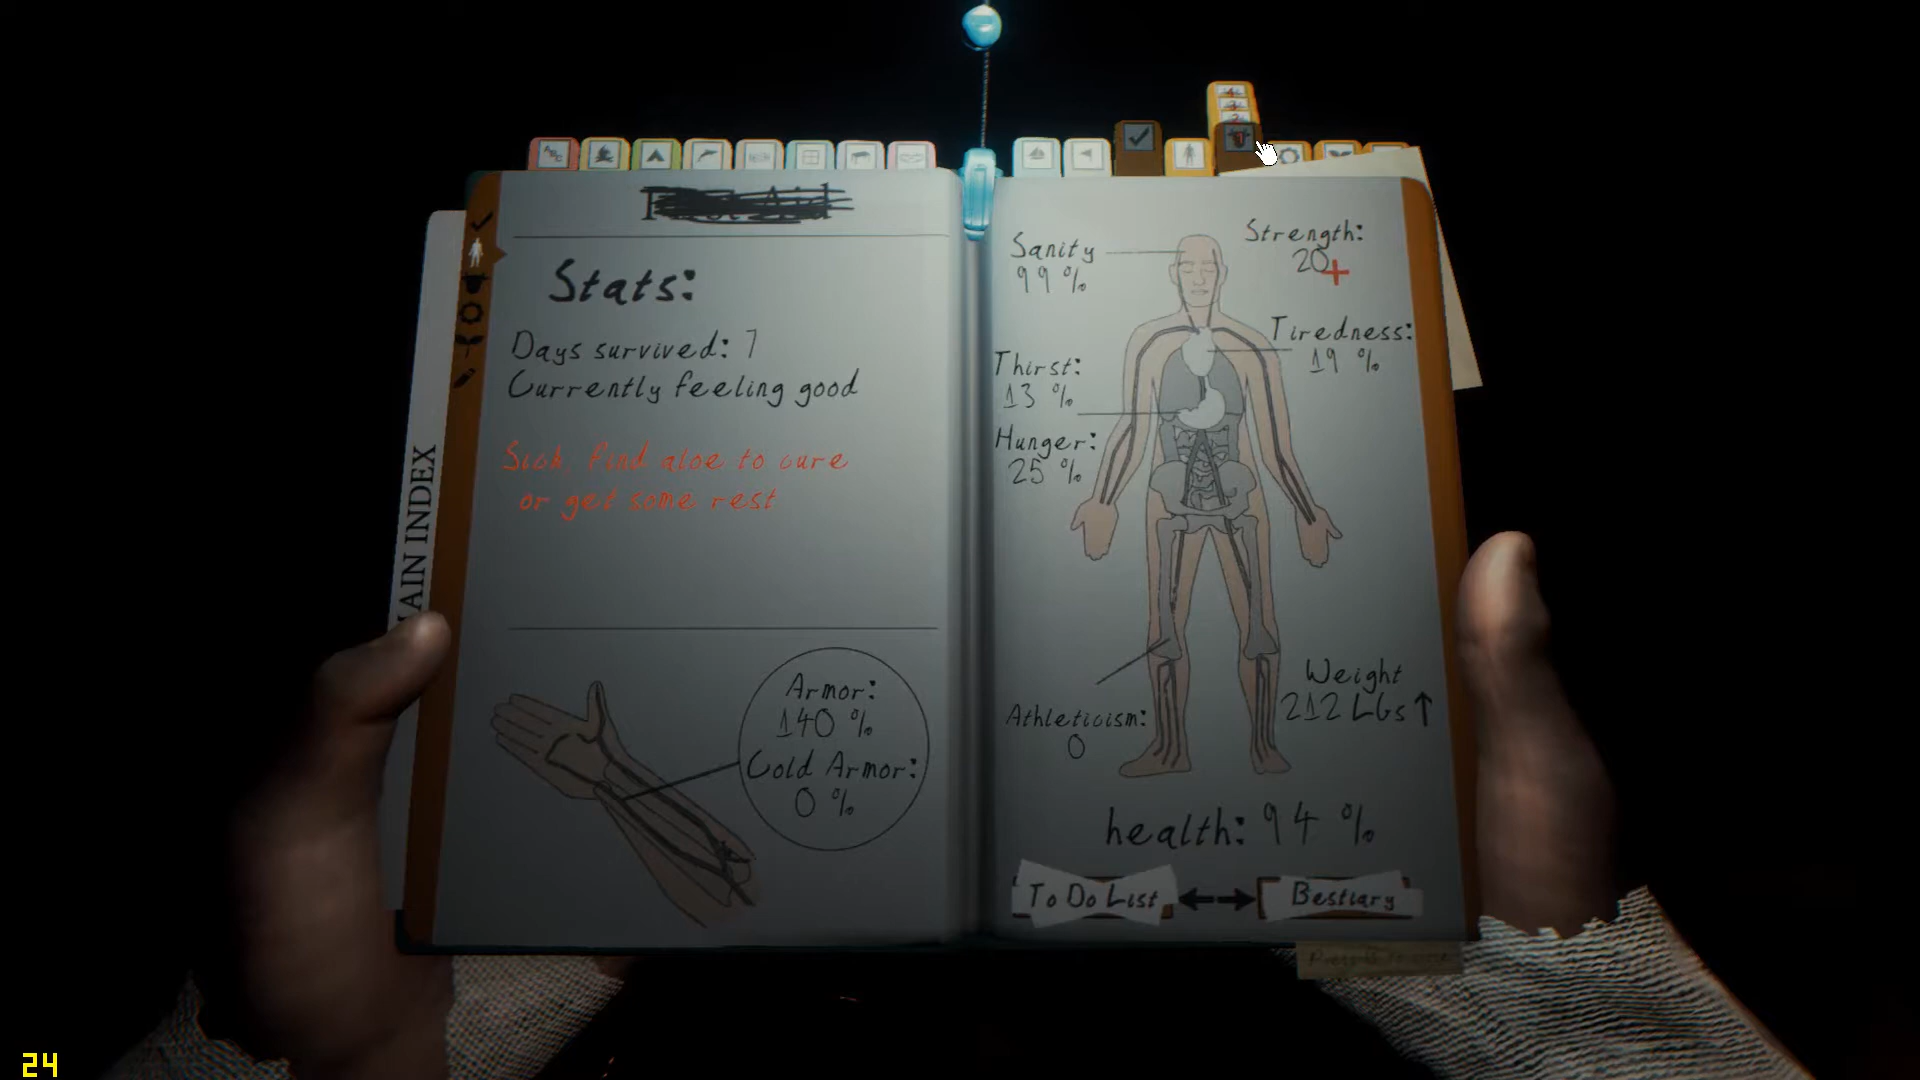 Stats:
Days survived: 7
Currently feeling good
Sick, find aloe to cure
or get some rest
Armor:
140 %
Cold Armor:
0 %
MAIN INDEX
Sanity
99 %
Strength:
20+
Tiredness:
19 %
Thirst:
13 %
Hunger:
25 %
Athleticism:
0
Weight
212 LBs
health: 94 %
To Do List
Bestiary
24